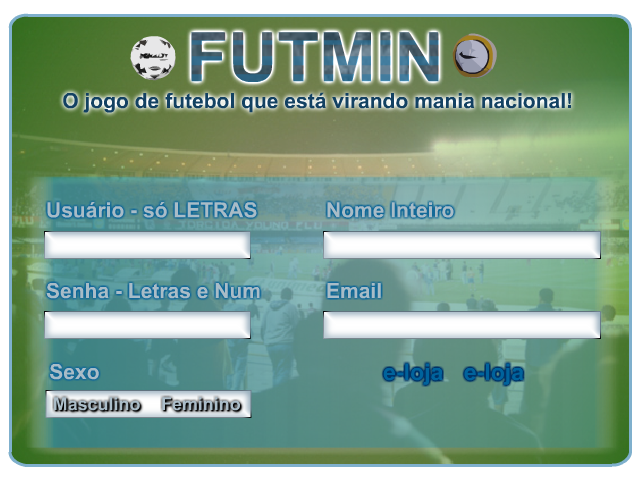 FUTMIN
O jogo de futebol que está virando mania nacional!
Usuário - só LETRAS
Nome Inteiro
Senha - Letras e Num
Email
Sexo
e-loja e-loja
Masculino Feminino